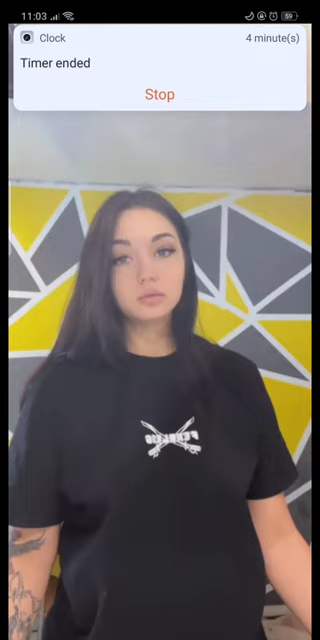 11:03
59
Clock
4 minute(s)
Timer ended
Stop